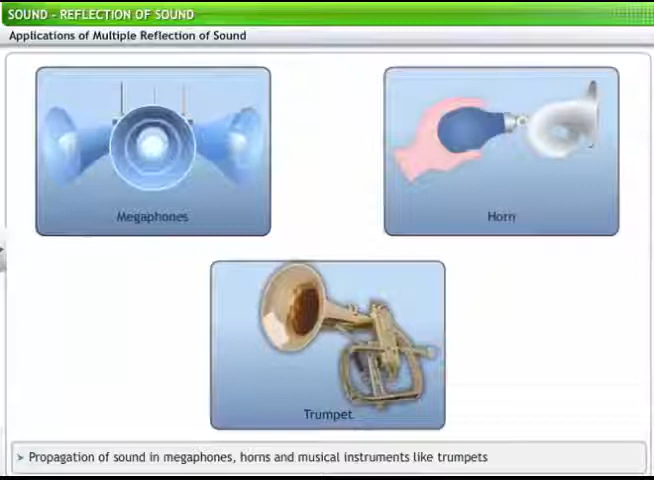 SOUND - REFLECTION OF SOUND
Applications of Multiple Reflection of Sound
Megaphones
Horn
Trumpet
> Propagation of sound in megaphones, horns and musical instruments like trumpets